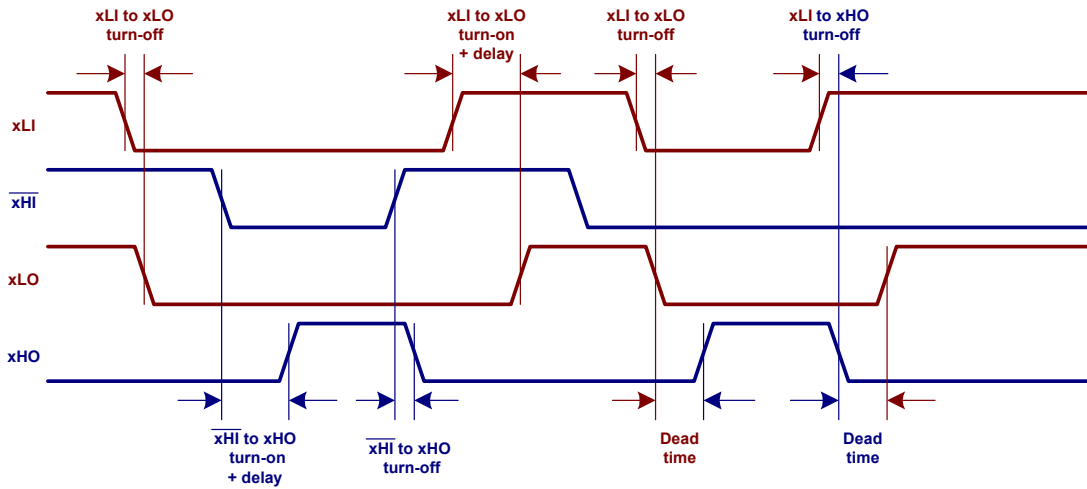 xLI to xLO
turn-off
xLI to xLO
turn-on
+ delay
xLI to xLO
turn-off
xLI to xHO
turn-off
xLI
xHI
xLO
xHO
xHI to xHO
turn-on
+ delay
xHI to xHO
turn-off
Dead
time
Dead
time